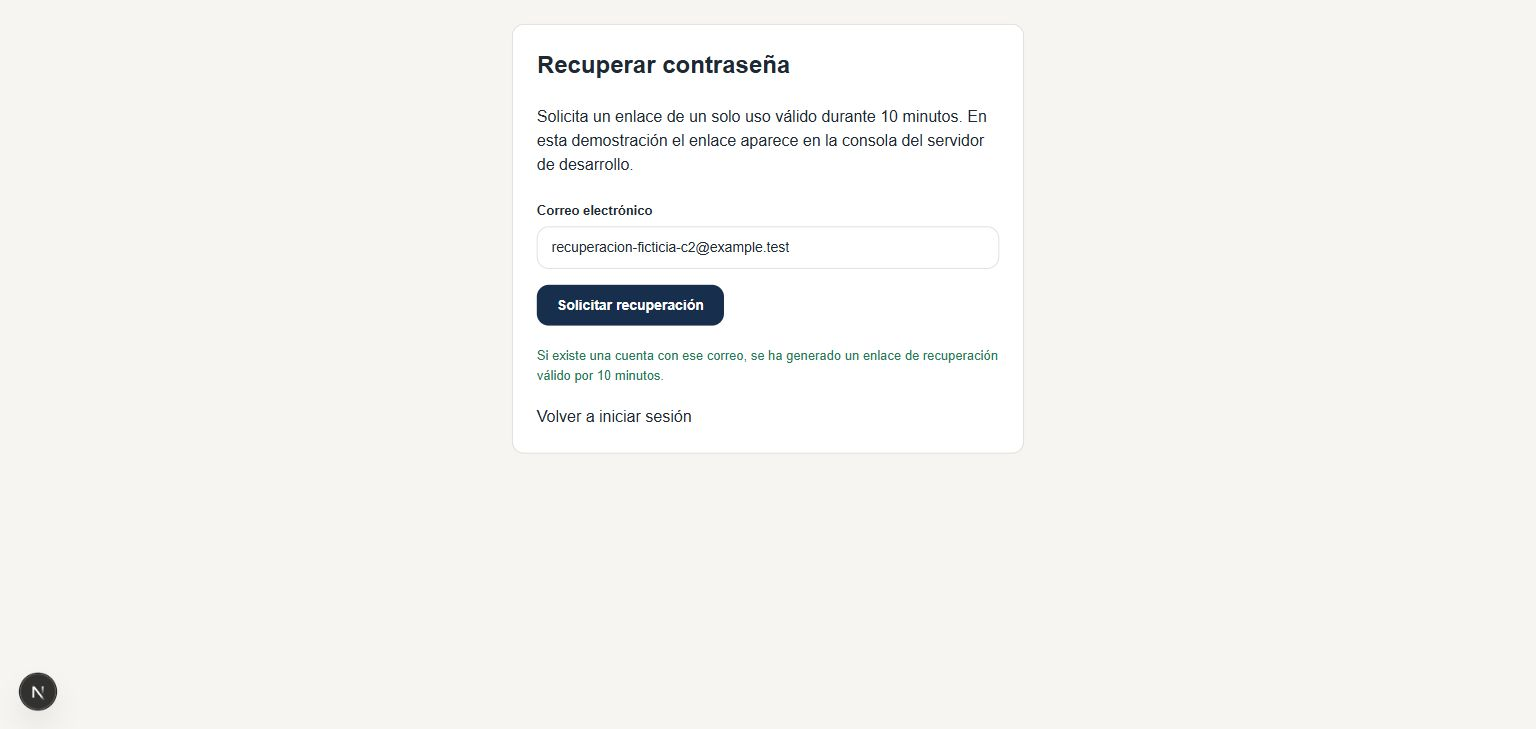 Recuperar contraseña
Solicita un enlace de un solo uso válido durante 10 minutos. En
esta demostración el enlace aparece en la consola del servidor
de desarrollo.
Correo electrónico
recuperacion-ficticia-c2@example.test
Solicitar recuperación
Si existe una cuenta con ese correo, se ha generado un enlace de recuperación
válido por 10 minutos.
Volver a iniciar sesión
N